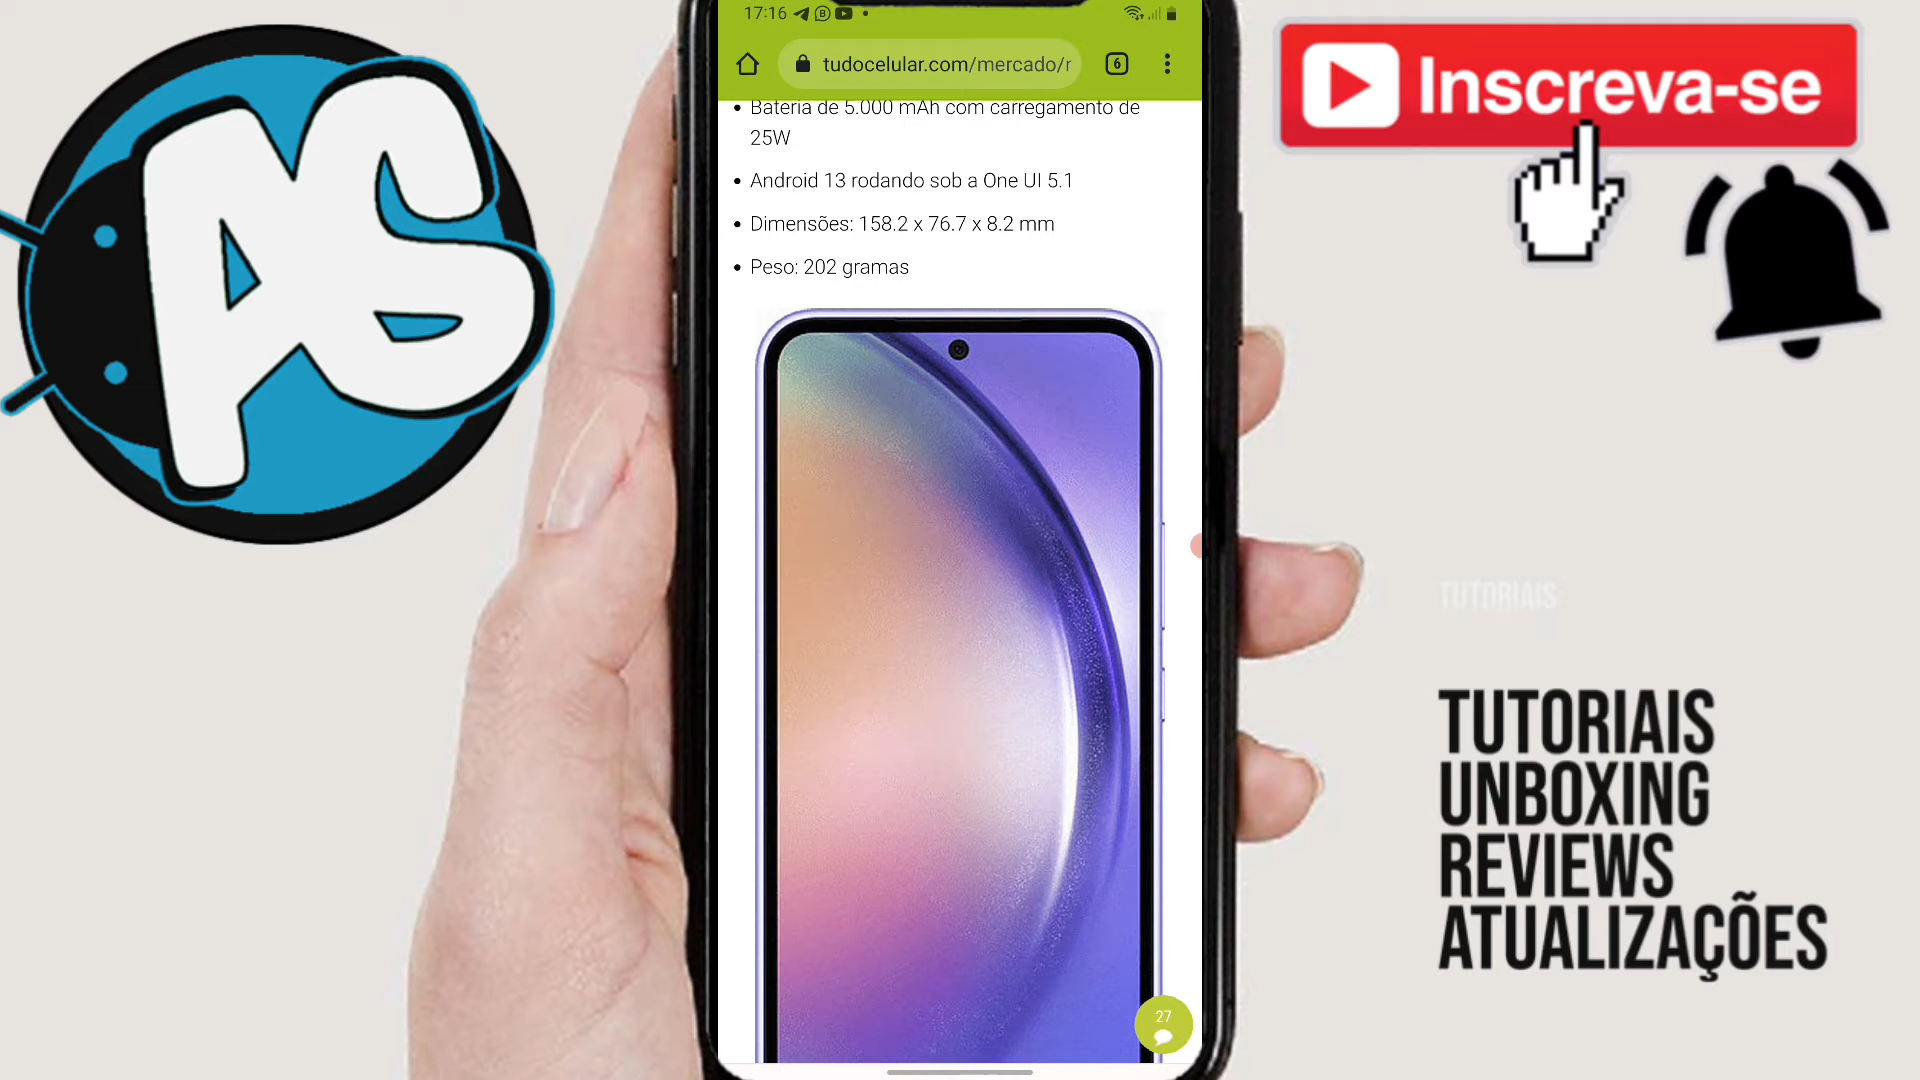 AS
17:16
tudocelular.com/mercado/r
6
Bateria de 5.000 mAh com carregamento de
25W
Android 13 rodando sob a One UI 5.1
Dimensões: 158.2 x 76.7 x 8.2 mm
Peso: 202 gramas
27
Inscreva-se
TUTORIAIS
TUTORIAIS
UNBOXING
REVIEWS
ATUALIZAÇÕES